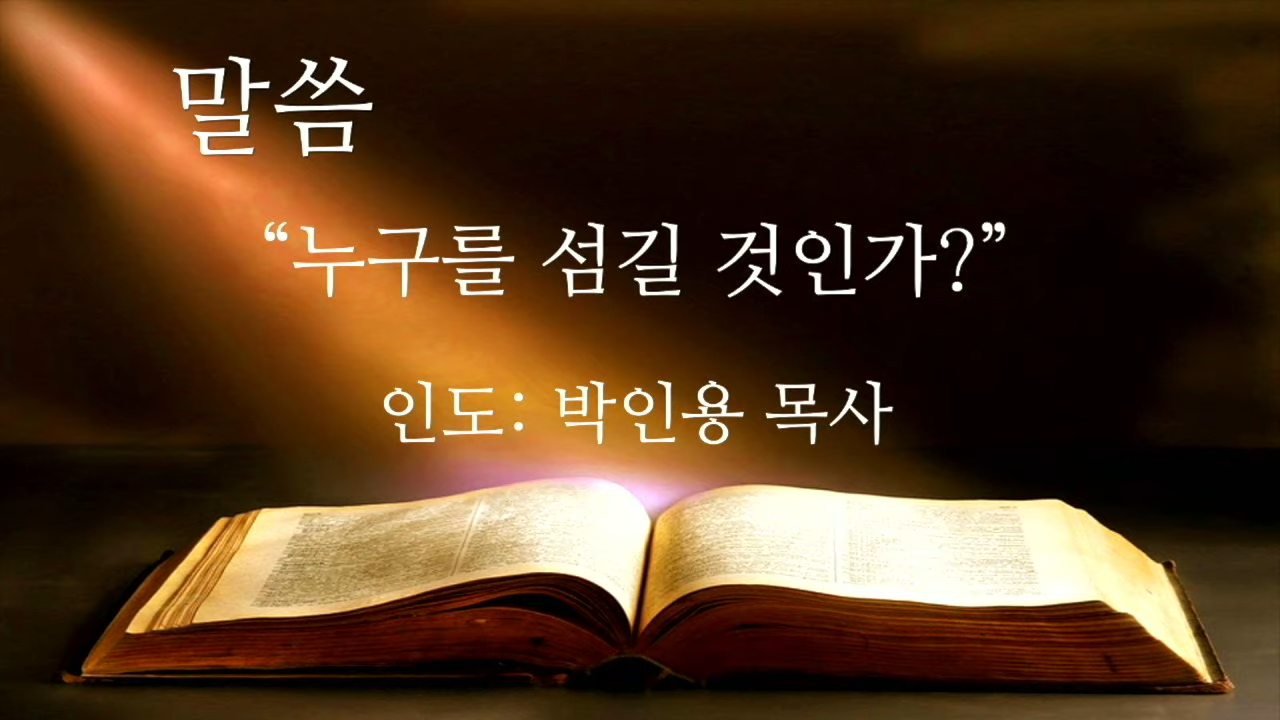 말씀
“누구를 섬길 것인가?”
인도: 박인용 목사